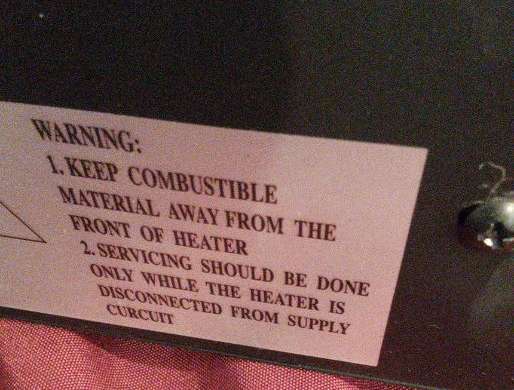 WARNING:
1. KEEP COMBUSTIBLE
MATERIAL AWAY FROM THE
FRONT OF HEATER
2. SERVICING SHOULD BE DONE
ONLY WHILE THE HEATER IS
DISCONNECTED FROM SUPPLY
CURCUIT